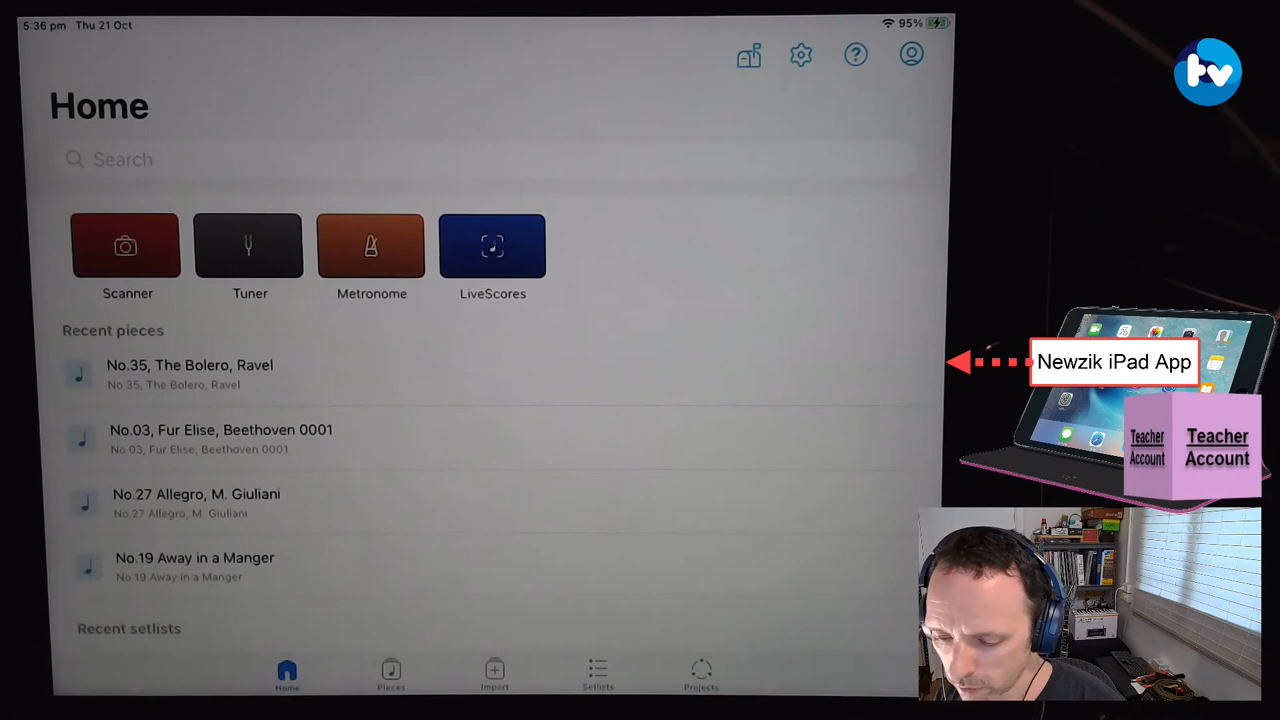 5:36 pm Thu 21 Oct
95%
tv
Home
Search
Scanner
Tuner
Metronome
LiveScores
Recent pieces
No.35, The Bolero, Ravel
No 35, The Bolero, Ravel
No.03, Fur Elise, Beethoven 0001
No.03, Fur Elise, Beethoven 0001
No.27 Allegro, M. Giuliani
No.27 Allegro, M. Giuliani
No.19 Away in a Manger
No.19 Away in a Manger
Recent setlists
Home
Pieces
Import
Setlists
Projects
Newzik iPad App
Teacher
Account
Teacher
Account